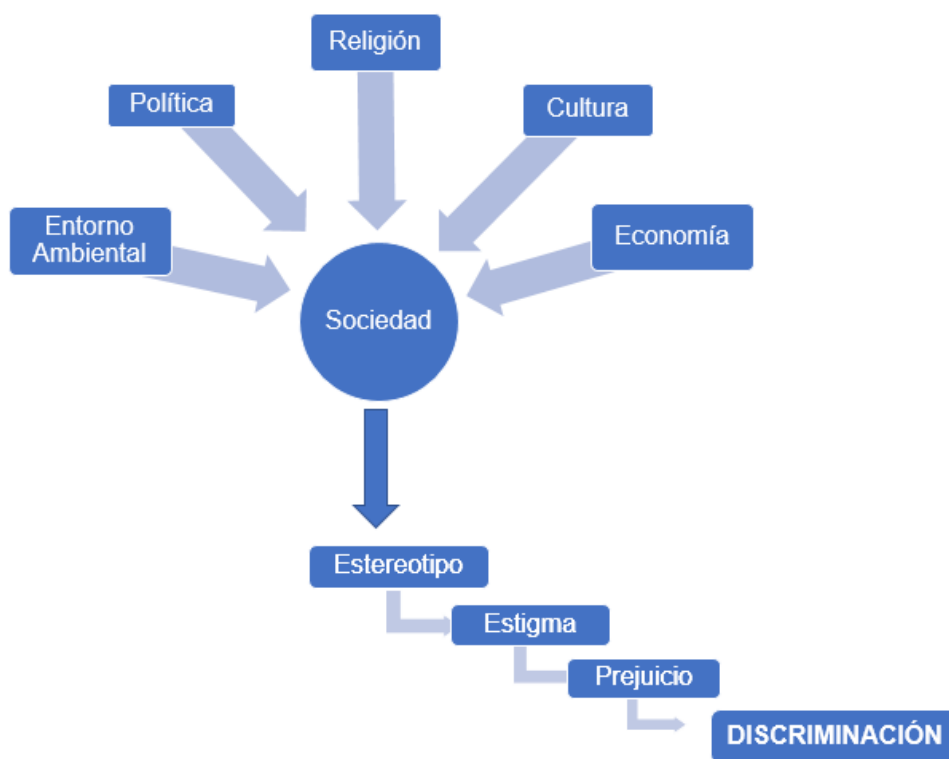 Religión
Política
Cultura
Entorno
Ambiental
Economía
Sociedad
Estereotipo
Estigma
Prejuicio
DISCRIMINACIÓN